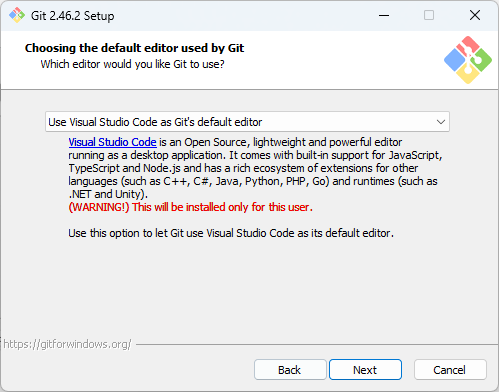 Git 2.46.2 Setup
Choosing the default editor used by Git
Which editor would you like Git to use?
Use Visual Studio Code as Git's default editor
Visual Studio Code is an Open Source, lightweight and powerful editor
running as a desktop application. It comes with built-in support for JavaScript,
TypeScript and Node.js and has a rich ecosystem of extensions for other
languages (such as C++, C#, Java, Python, PHP, Go) and runtimes (such as
.NET and Unity).
(WARNING!) This will be installed only for this user.
Use this option to let Git use Visual Studio Code as its default editor.
https://gitforwindows.org/
Back
Next
Cancel